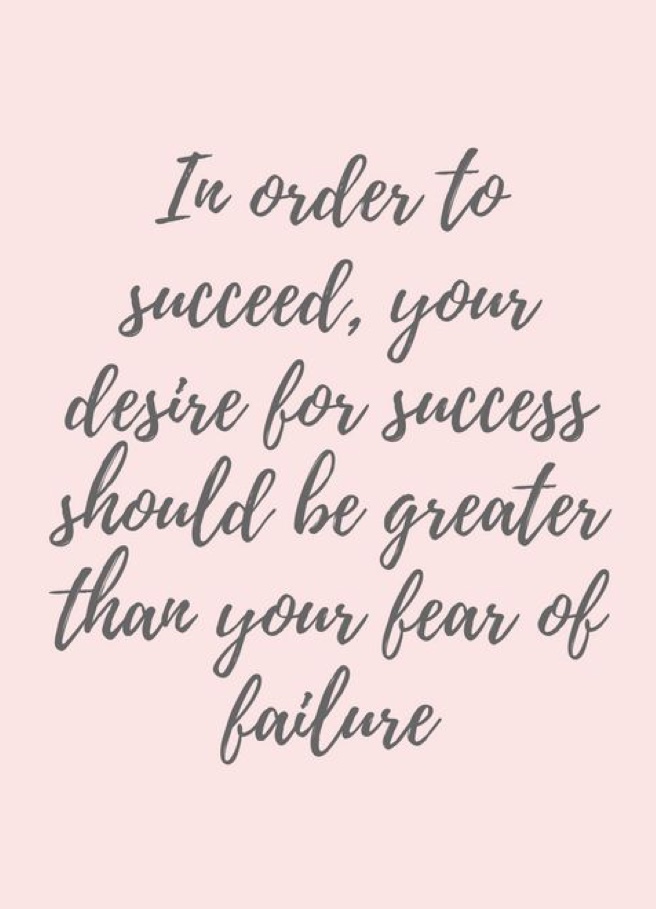 In order to
succeed, your
desire for success
should be greater
than your fear of
failure